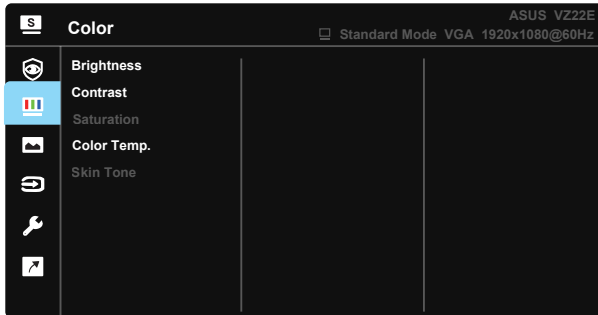 S
Color
ASUS VZ22E
Standard Mode VGA 1920x1080@60Hz
Brightness
Contrast
Saturation
Color Temp.
Skin Tone